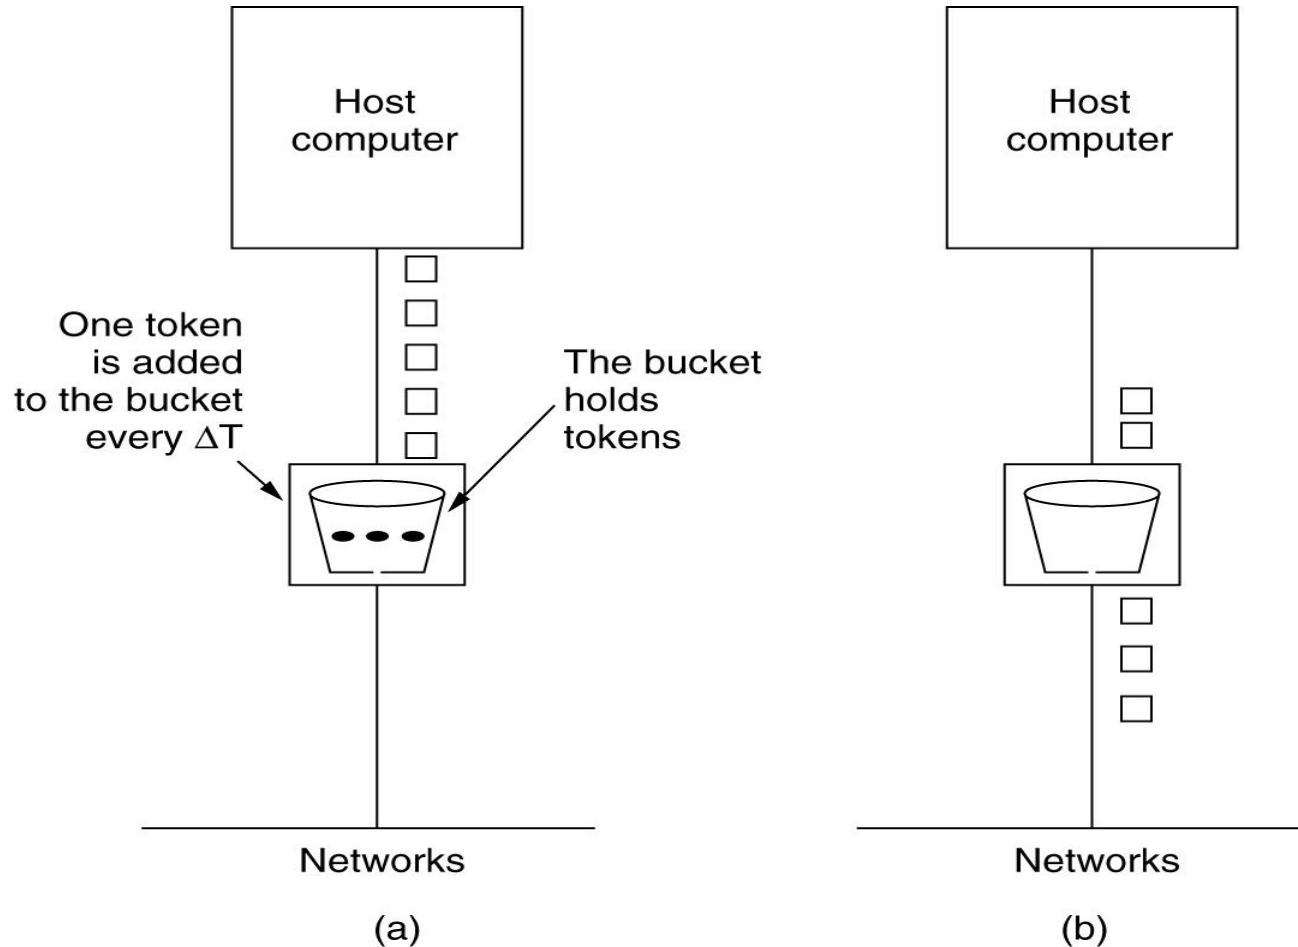 Host
computer
One token
is added
to the bucket
every ΔT
The bucket
holds
tokens
Networks
(a)
Host
computer
Networks
(b)